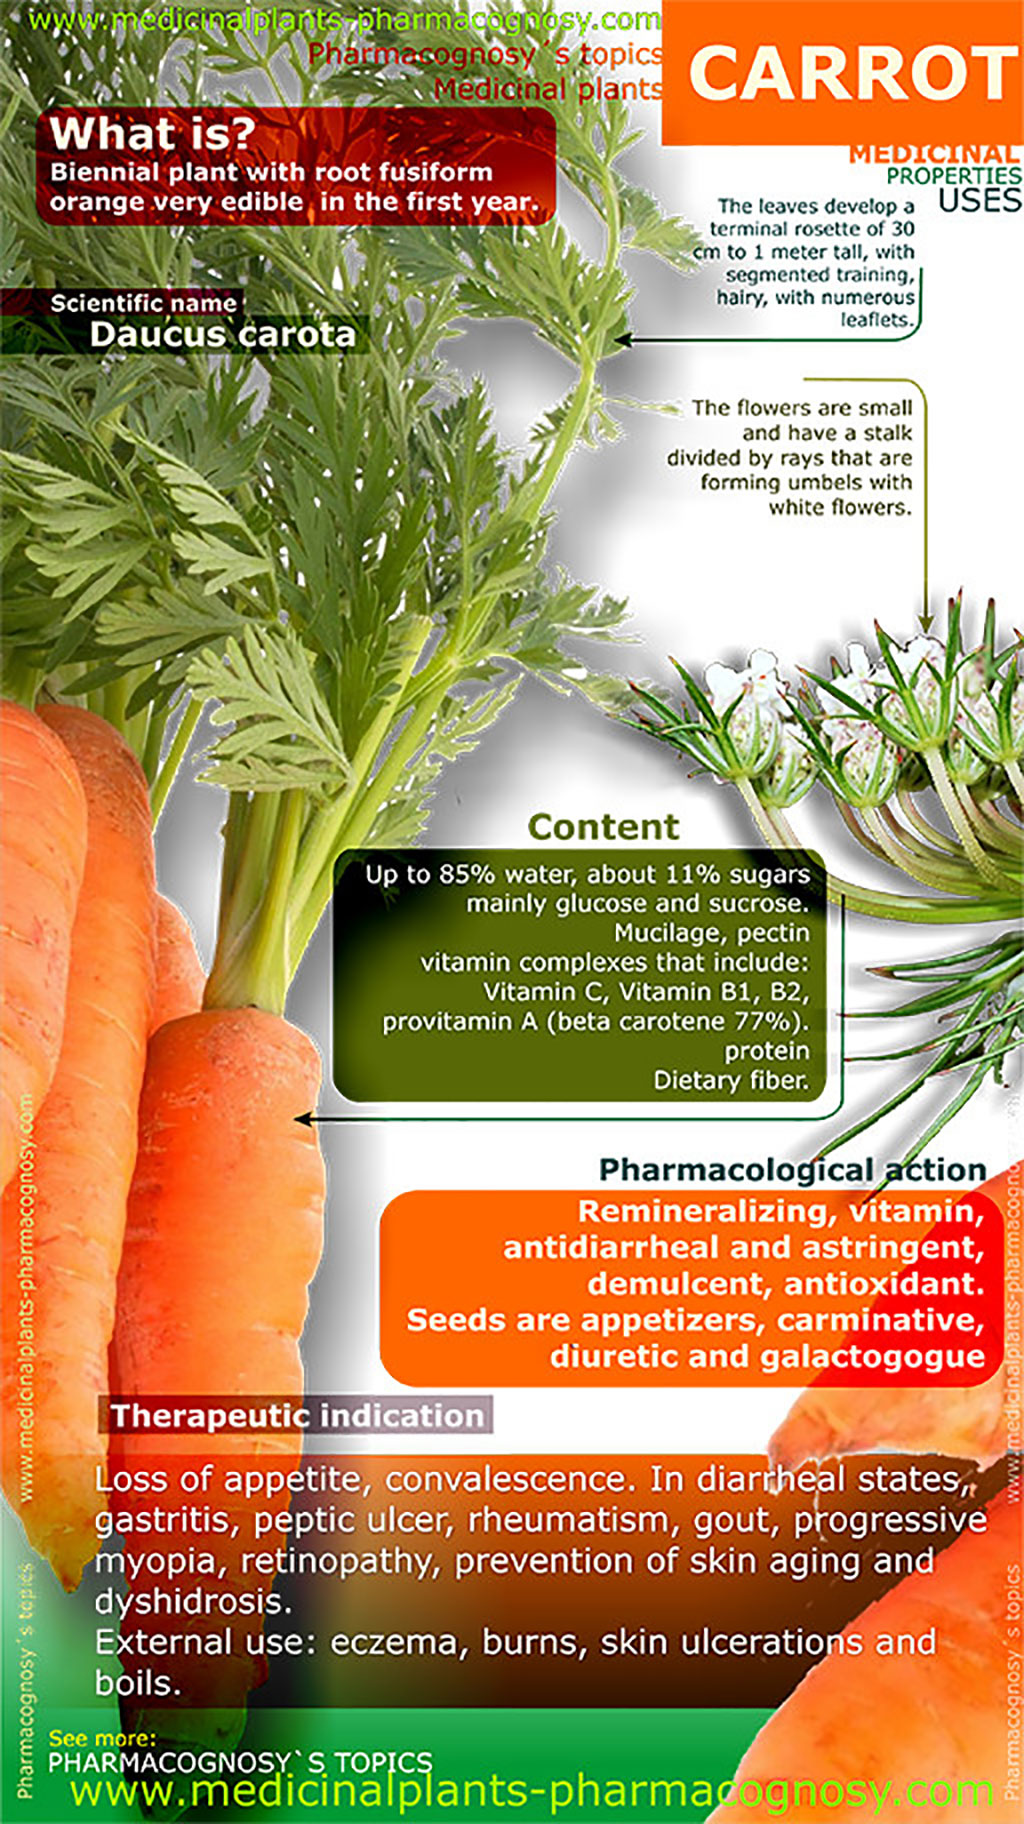 www.medicinalplants-pharmacognosy.com
Pharmacognosy´s topics
Medicinal plants
CARROT
MEDICINAL
PROPERTIES
USES
What is?
Biennial plant with root fusiform
orange very edible in the first year.
The leaves develop a
terminal rosette of 30
cm to 1 meter tall, with
segmented training,
hairy, with numerous
leaflets.
Scientific name
Daucus carota
The flowers are small
and have a stalk
divided by rays that are
forming umbels with
white flowers.
Content
Up to 85% water, about 11% sugars
mainly glucose and sucrose.
Mucilage, pectin
vitamin complexes that include:
Vitamin C, Vitamin B1, B2,
provitamin A (beta carotene 77%).
protein
Dietary fiber.
Pharmacological action
Remineralizing, vitamin,
antidiarrheal and astringent,
demulcent, antioxidant.
Seeds are appetizers, carminative,
diuretic and galactogogue
Therapeutic indication
Loss of appetite, convalescence. In diarrheal states,
gastritis, peptic ulcer, rheumatism, gout, progressive
myopia, retinopathy, prevention of skin aging and
dyshidrosis.
External use: eczema, burns, skin ulcerations and
boils.
See more:
PHARMACOGNOSY`S TOPICS
www.medicinalplants-pharmacognosy.com
Pharmacognosy´s topics
www.medicinalplants-pharmacognosy.com
Pharmacognosy´s topics